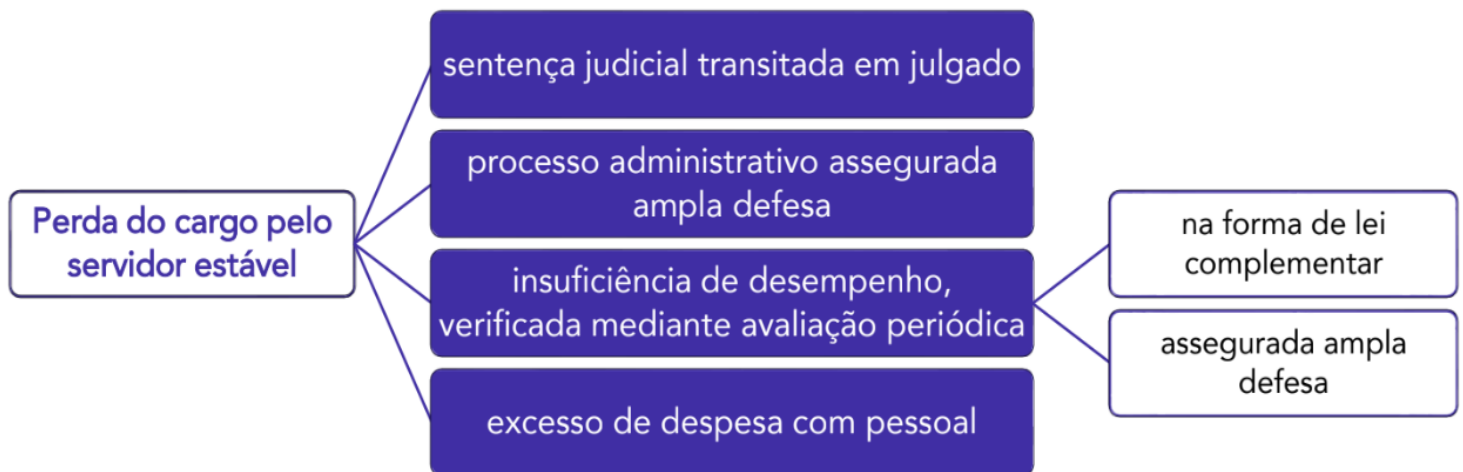 Perda do cargo pelo
servidor estável
sentença judicial transitada em julgado
processo administrativo assegurada
ampla defesa
insuficiência de desempenho,
verificada mediante avaliação periódica
na forma de lei
complementar
assegurada ampla
defesa
excesso de despesa com pessoal